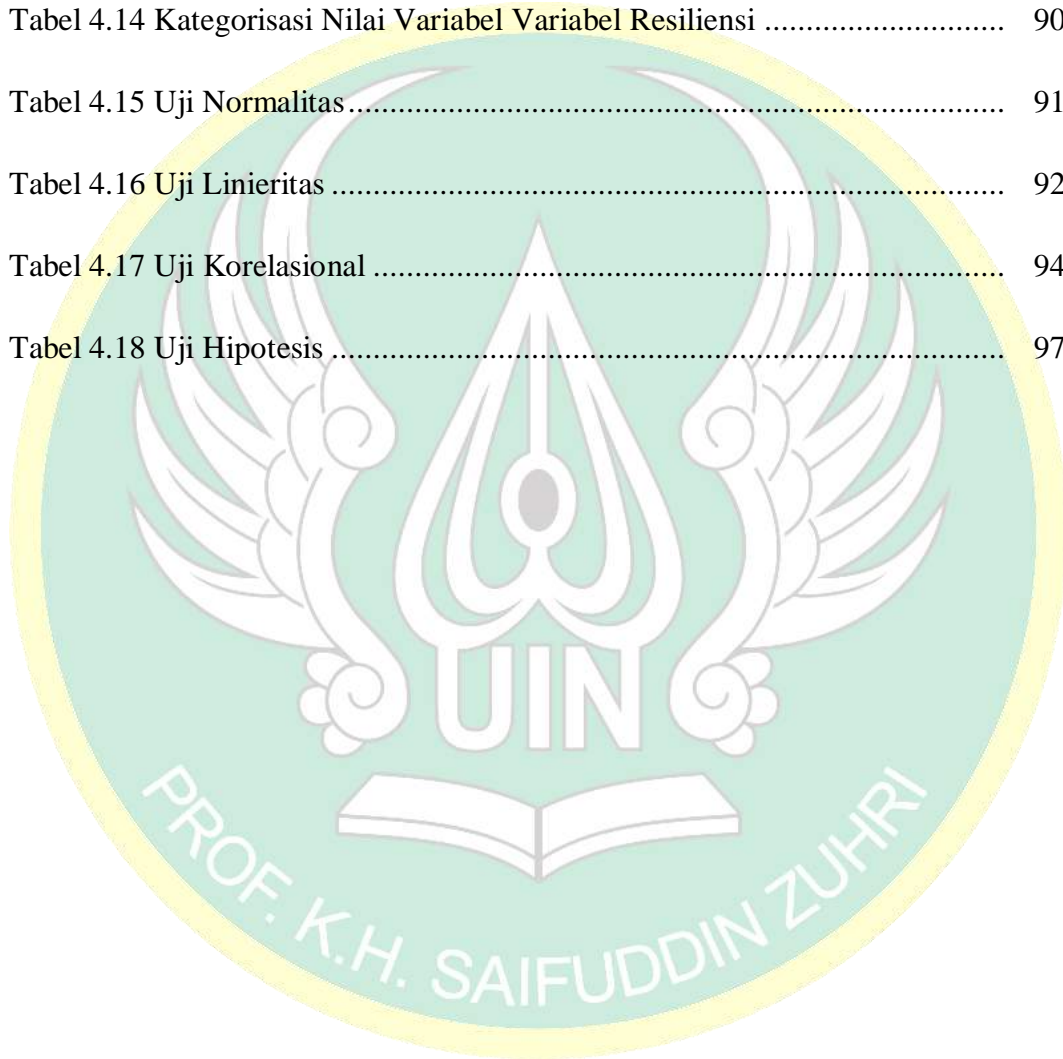 Tabel 4.14 Kategorisasi Nilai Variabel Variabel Resiliensi ............................ 90
Tabel 4.15 Uji Normalitas............................................................................ 91
Tabel 4.16 Uji Linieritas .............................................................................. 92
Tabel 4.17 Uji Korelasional ......................................................................... 94
Tabel 4.18 Uji Hipotesis .............................................................................. 97
UIN
PROF. K.H. SAIFUDDIN ZUHRI